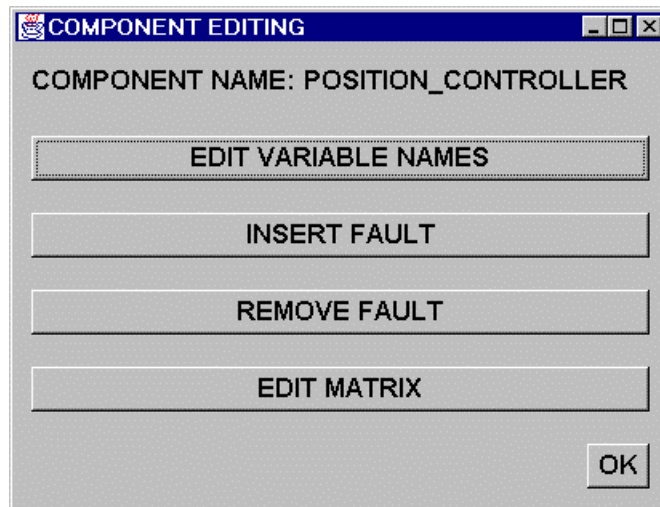 COMPONENT EDITING
COMPONENT NAME: POSITION_CONTROLLER
EDIT VARIABLE NAMES
INSERT FAULT
REMOVE FAULT
EDIT MATRIX
OK